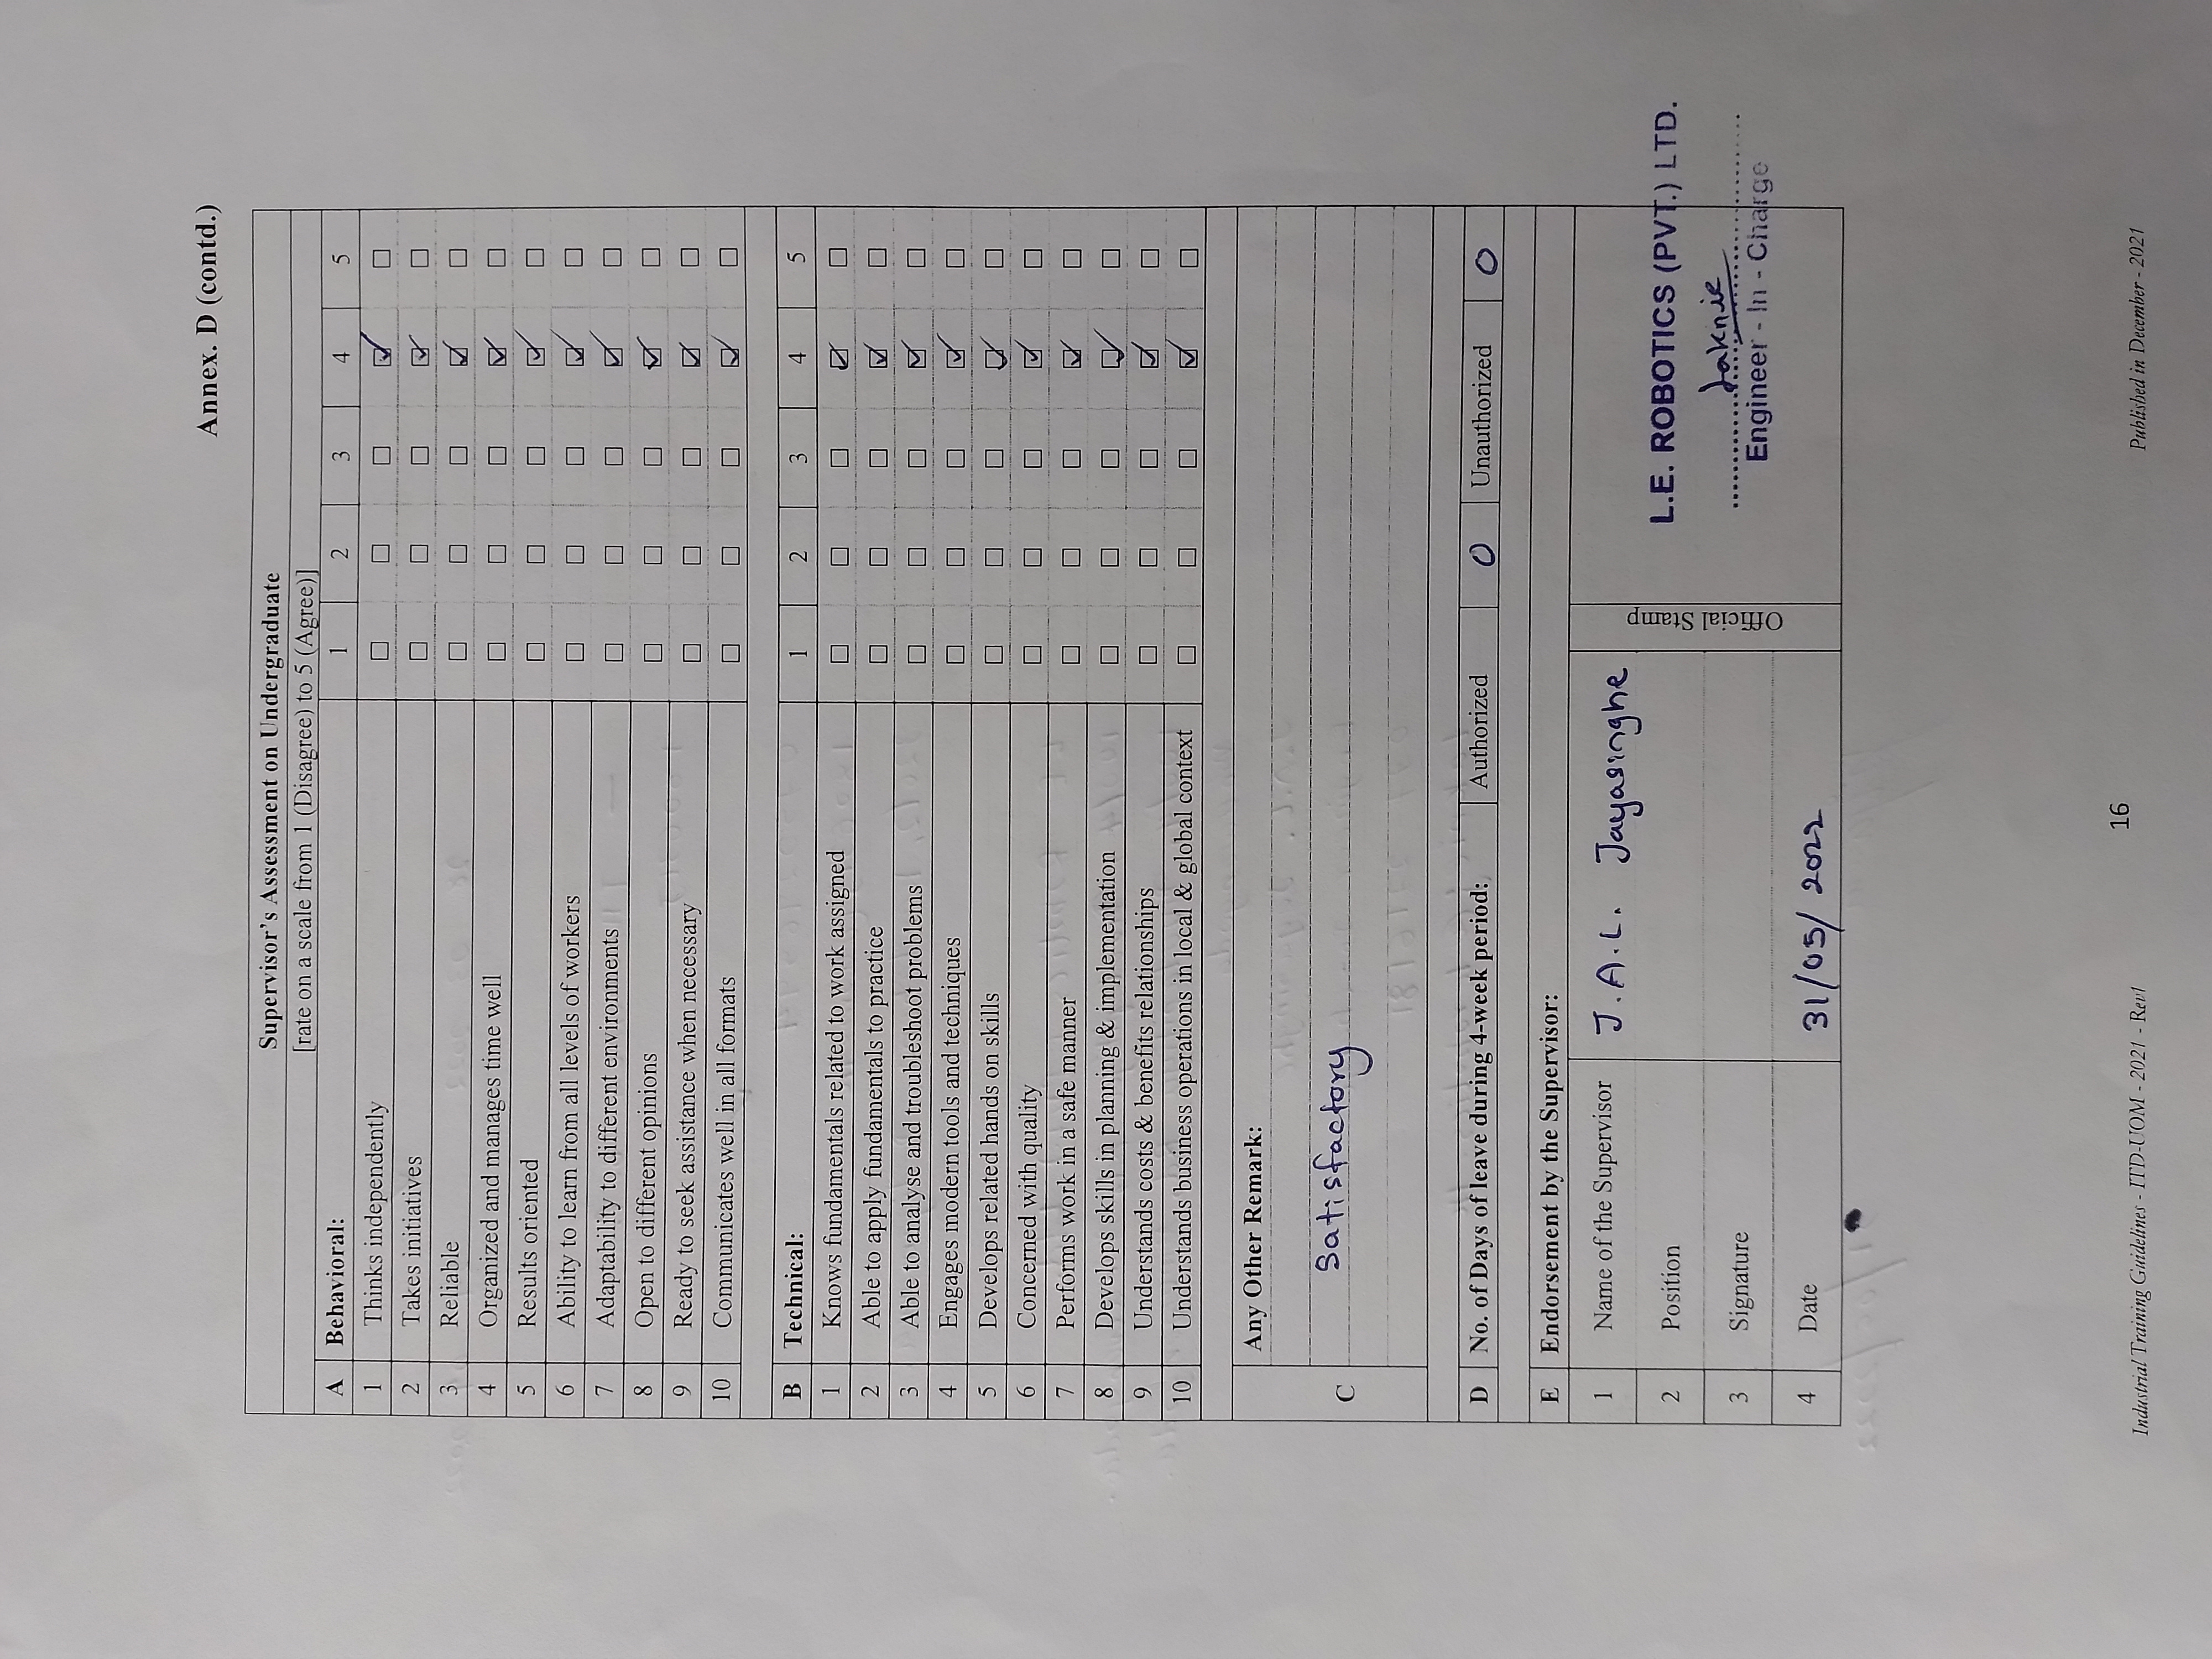 Annex. D (contd.)
Supervisor's Assessment on Undergraduate
[rate on a scale from 1 (Disagree) to 5 (Agree)]
A Behavioral: 1 2 3 4 5
1 Thinks independently ☐ ☐ ☐ ☑ ☐
2 Takes initiatives ☐ ☐ ☐ ☑ ☐
3 Reliable ☐ ☐ ☐ ☑ ☐
4 Organized and manages time well ☐ ☐ ☐ ☑ ☐
5 Results oriented ☐ ☐ ☐ ☑ ☐
6 Ability to learn from all levels of workers ☐ ☐ ☐ ☑ ☐
7 Adaptability to different environments ☐ ☐ ☐ ☑ ☐
8 Open to different opinions ☐ ☐ ☐ ☑ ☐
9 Ready to seek assistance when necessary ☐ ☐ ☐ ☑ ☐
10 Communicates well in all formats ☐ ☐ ☐ ☑ ☐
B Technical: 1 2 3 4 5
1 Knows fundamentals related to work assigned ☐ ☐ ☐ ☑ ☐
2 Able to apply fundamentals to practice ☐ ☐ ☐ ☑ ☐
3 Able to analyse and troubleshoot problems ☐ ☐ ☐ ☑ ☐
4 Engages modern tools and techniques ☐ ☐ ☐ ☑ ☐
5 Develops related hands on skills ☐ ☐ ☐ ☑ ☐
6 Concerned with quality ☐ ☐ ☐ ☑ ☐
7 Performs work in a safe manner ☐ ☐ ☐ ☑ ☐
8 Develops skills in planning & implementation ☐ ☐ ☐ ☑ ☐
9 Understands costs & benefits relationships ☐ ☐ ☐ ☑ ☐
10 Understands business operations in local & global context ☐ ☐ ☐ ☑ ☐
C Any Other Remark:
Satisfactory
D No. of Days of leave during 4-week period: Authorized 0 Unauthorized 0
E Endorsement by the Supervisor:
1 Name of the Supervisor J.A.L. Jayasinghe
2 Position
3 Signature
4 Date 31/05/2022
Official Stamp
L.E. ROBOTICS (PVT.) LTD.
Engineer - In - Charge
16
Industrial Training Guidelines - ITD-UOM - 2021 - Rev1
Published in December - 2021